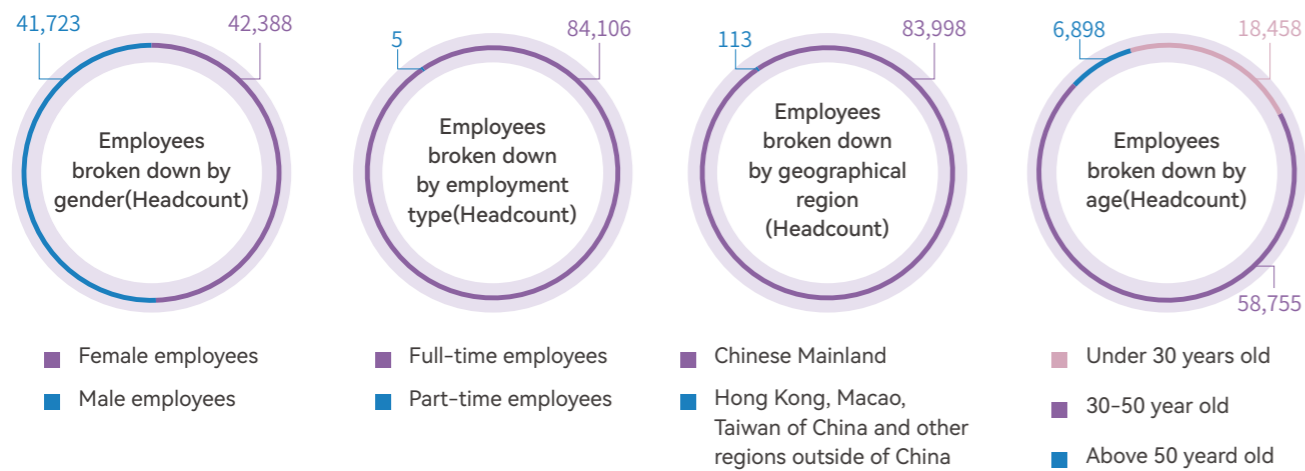 41,723
42,388
Employees
broken down by
gender(Headcount)
Female employees
Male employees
5
84,106
Employees
broken down
by employment
type(Headcount)
Full-time employees
Part-time employees
113
83,998
Employees
broken down
by geographical
region
(Headcount)
Chinese Mainland
Hong Kong, Macao,
Taiwan of China and other
regions outside of China
6,898
18,458
Employees
broken down by
age(Headcount)
58,755
Under 30 years old
30-50 year old
Above 50 yeard old